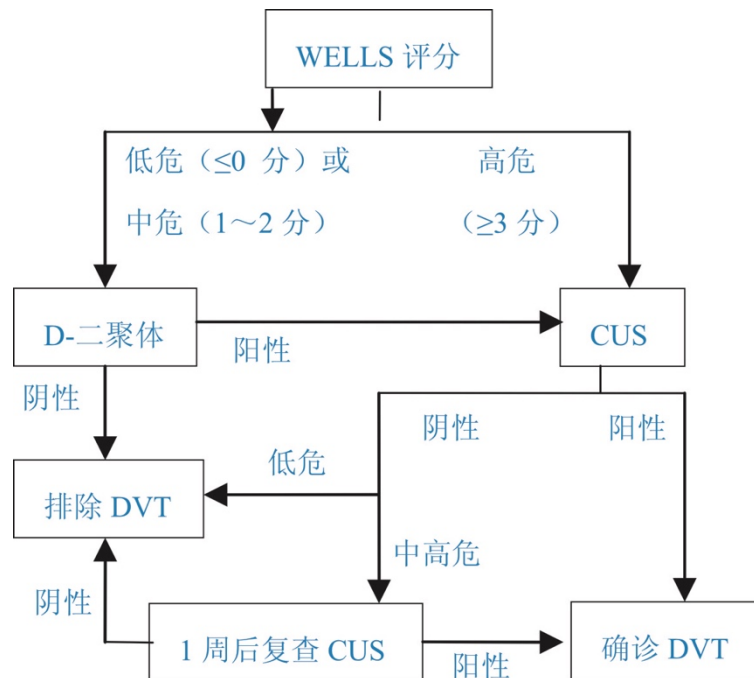 WELLS 评分
低危（≤0 分）或
中危（1～2 分）
高危
（≥3 分）
D-二聚体
阳性
CUS
阴性
阴性
阳性
低危
排除 DVT
中高危
阴性
1 周后复查 CUS
阳性
确诊 DVT